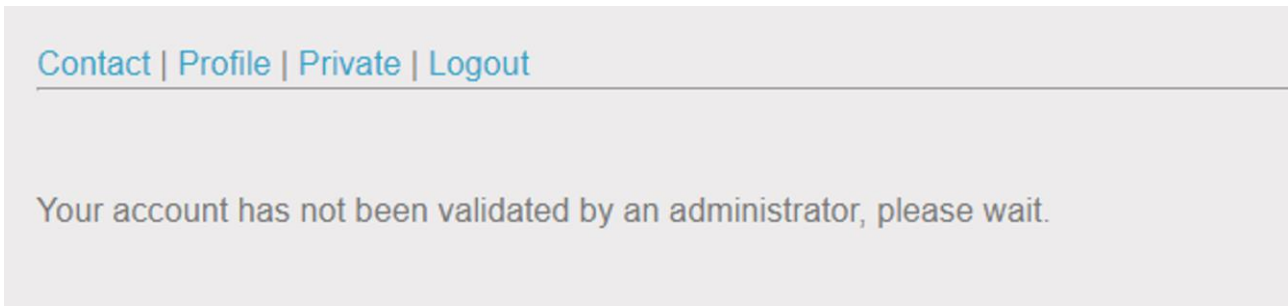 Contact | Profile | Private | Logout
Your account has not been validated by an administrator, please wait.